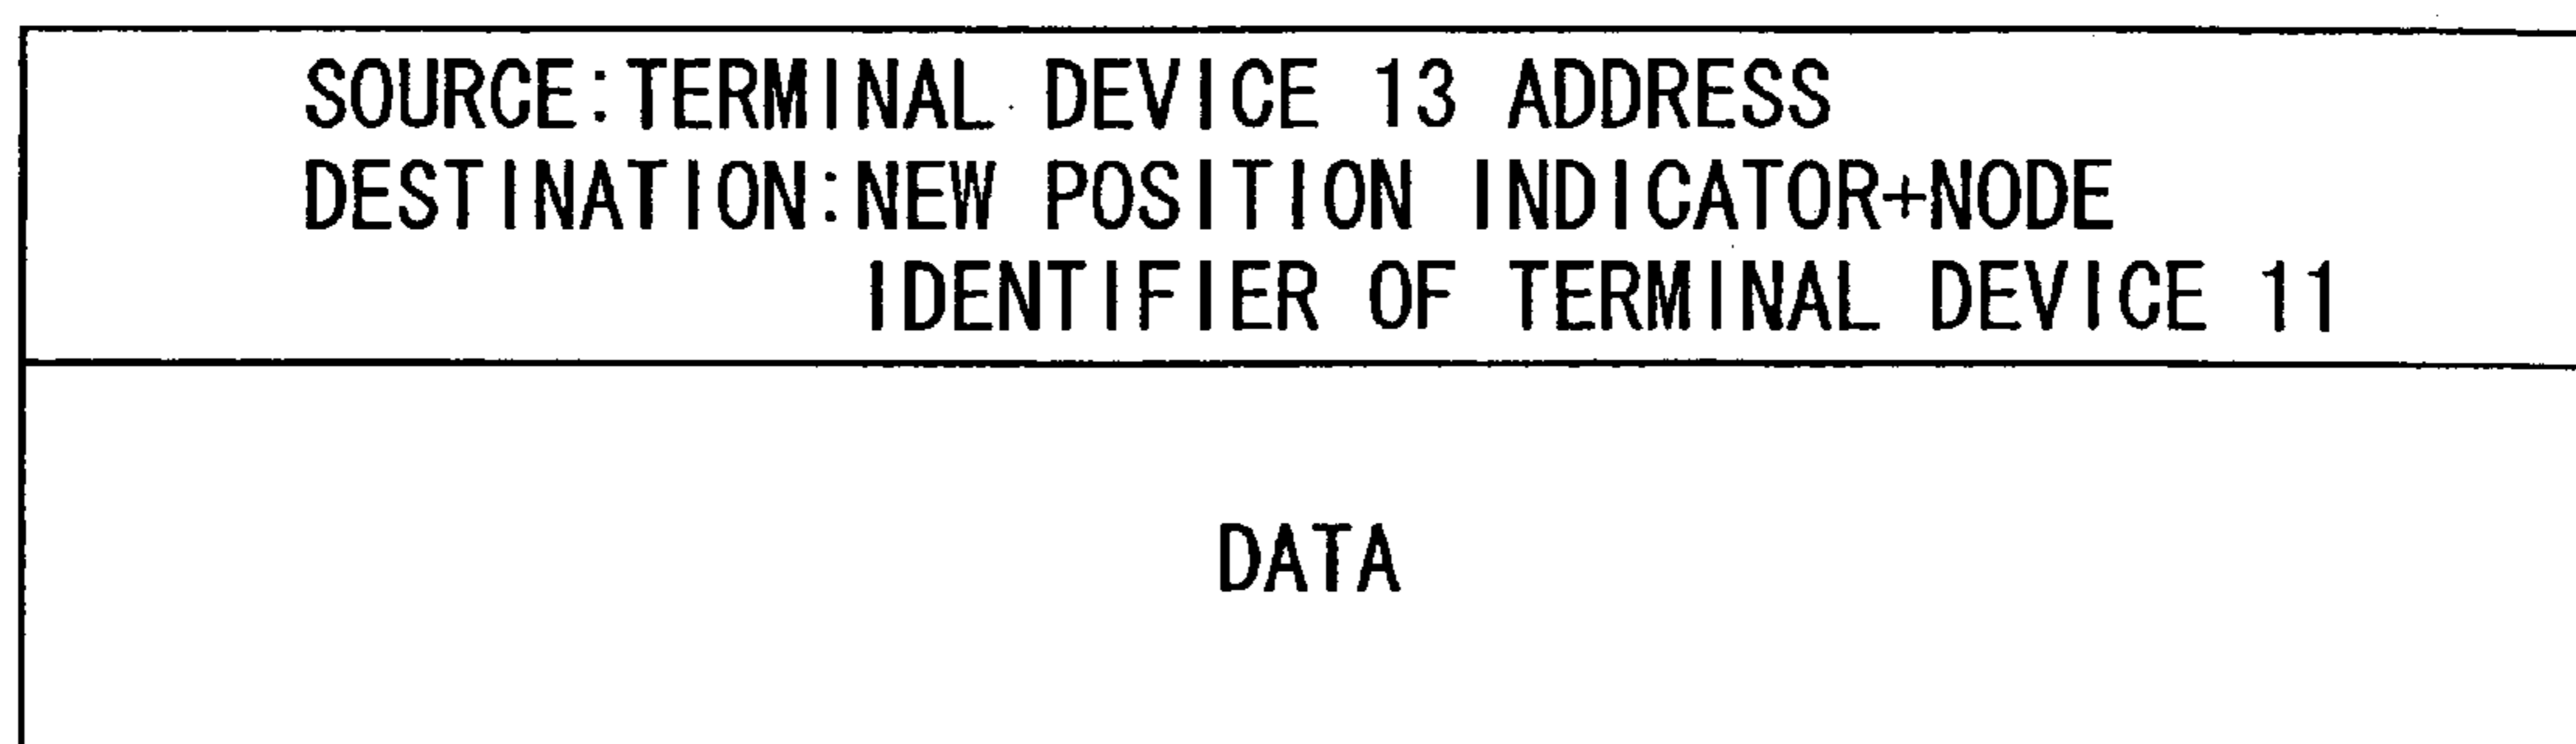 SOURCE:TERMINAL DEVICE 13 ADDRESS
DESTINATION:NEW POSITION INDICATOR+NODE
IDENTIFIER OF TERMINAL DEVICE 11
DATA